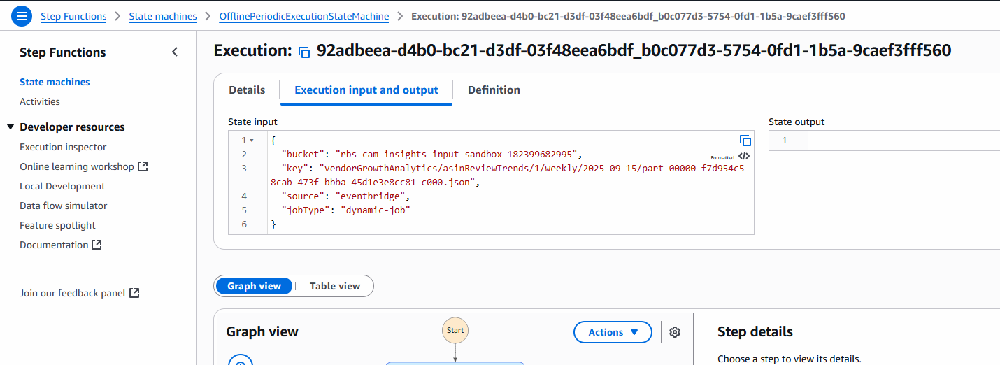 Step Functions > State machines > OfflinePeriodicExecutionStateMachine > Execution: 92adbeea-d4b0-bc21-d3df-03f48eea6bdf_b0c077d3-5754-0fd1-1b5a-9caef3fff560
Step Functions
State machines
Activities
Developer resources
Execution inspector
Online learning workshop
Local Development
Data flow simulator
Feature spotlight
Documentation
Join our feedback panel
Execution: 92adbeea-d4b0-bc21-d3df-03f48eea6bdf_b0c077d3-5754-0fd1-1b5a-9caef3fff560
Details Execution input and output Definition
State input
1 {
2 "bucket": "rbs-cam-insights-input-sandbox-182399682995",
Formatted
3 "key": "vendorGrowthAnalytics/asinReviewTrends/1/weekly/2025-09-15/part-00000-f7d954c5-
8cab-473f-bbba-45d1e3e8cc81-c000.json",
4 "source": "eventbridge",
5 "jobType": "dynamic-job"
6 }
State output
1
Graph view Table view
Graph view
Start
Actions
Step details
Choose a step to view its details.